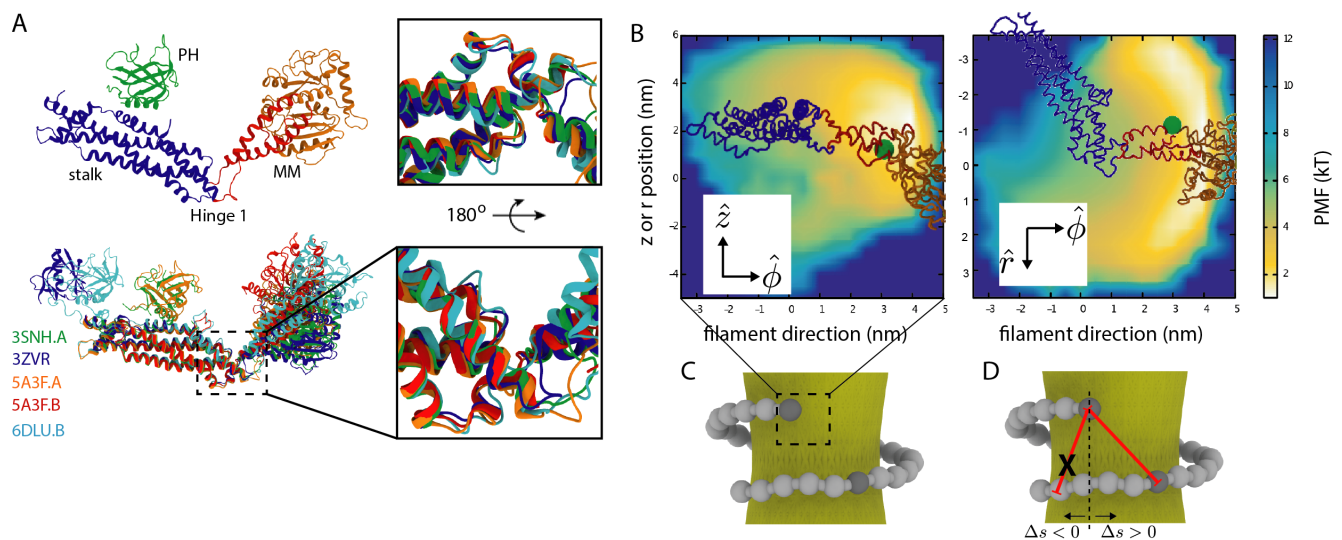 A
PH
stalk
MM
Hinge 1
180°
3SNH.A
3ZVR
5A3F.A
5A3F.B
6DLU.B
B
z or r position (nm)
6
4
2
0
-2
-4
-3 -2 -1 0 1 2 3 4 5
filament direction (nm)
ẑ
ϕ̂
-3
-2
-1
0
1
2
3
-3 -2 -1 0 1 2 3 4 5
filament direction (nm)
ϕ̂
r̂
12
10
8
6
4
2
PMF (kT)
C
D
X
Δs < 0 Δs > 0